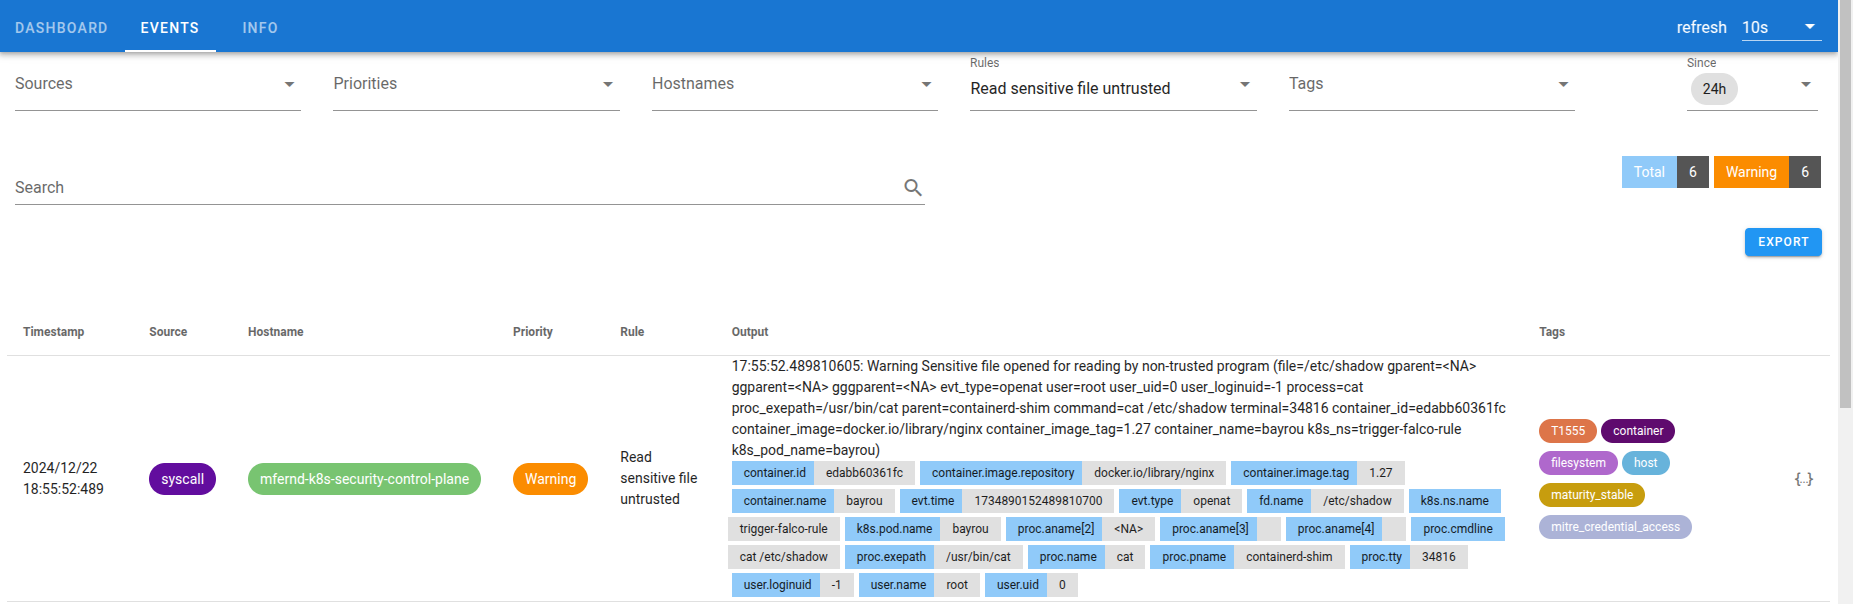 DASHBOARD EVENTS INFO refresh 10s
Rules Since
Sources Priorities Hostnames Read sensitive file untrusted Tags 24h
Total 6 Warning 6
Search
EXPORT
Timestamp Source Hostname Priority Rule Output Tags
2024/12/22
18:55:52:489
syscall
mfernd-k8s-security-control-plane
Warning
Read
sensitive file
untrusted
17:55:52.489810605: Warning Sensitive file opened for reading by non-trusted program (file=/etc/shadow gparent=<NA>
ggparent=<NA> gggparent=<NA> evt_type=openat user=root user_uid=0 user_loginuid=-1 process=cat
proc_exepath=/usr/bin/cat parent=containerd-shim command=cat /etc/shadow terminal=34816 container_id=edabb60361fc
container_image=docker.io/library/nginx container_image_tag=1.27 container_name=bayrou k8s_ns=trigger-falco-rule
k8s_pod_name=bayrou)
container.id edabb60361fc container.image.repository docker.io/library/nginx container.image.tag 1.27
container.name bayrou evt.time 1734890152489810700 evt.type openat fd.name /etc/shadow k8s.ns.name
trigger-falco-rule k8s.pod.name bayrou proc.aname[2] <NA> proc.aname[3] proc.aname[4] proc.cmdline
cat /etc/shadow proc.exepath /usr/bin/cat proc.name cat proc.pname containerd-shim proc.tty 34816
user.loginuid -1 user.name root user.uid 0
T1555 container
filesystem host
maturity_stable
mitre_credential_access
{...}